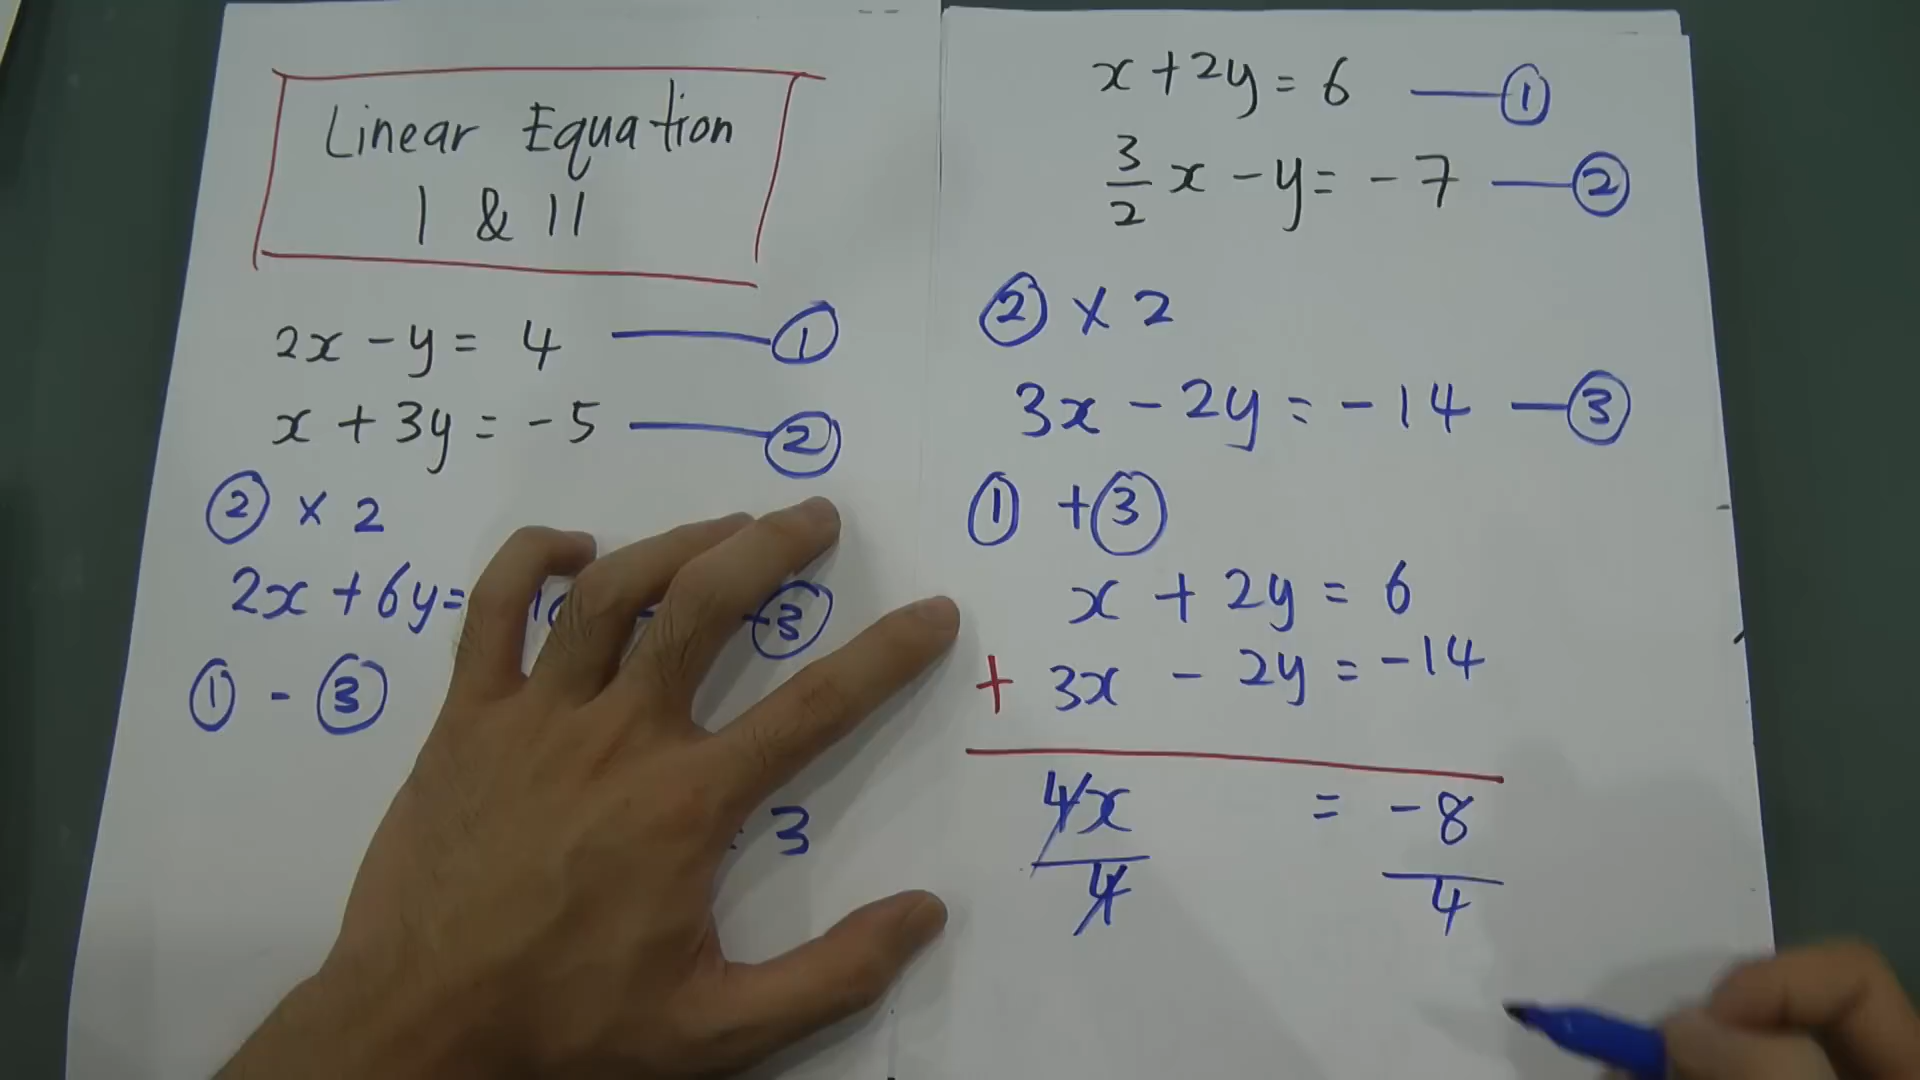 Linear Equation
1 & 11
2x - y = 4 — ①
x + 3y = -5 — ②
② x 2
2x + 6y = — ③
① - ③
3
x + 2y = 6 — ①
3/2 x - y = -7 — ②
② x 2
3x - 2y = -14 — ③
① + ③
x + 2y = 6
+ 3x - 2y = -14
4x = -8
4 4